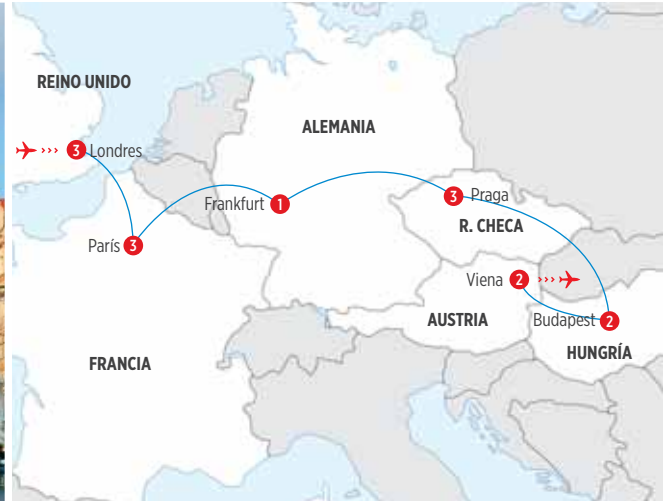 REINO UNIDO
ALEMANIA
3 Londres
Frankfurt 1
3 Praga
R. CHECA
París 3
Viena 2
AUSTRIA
Budapest 2
HUNGRÍA
FRANCIA